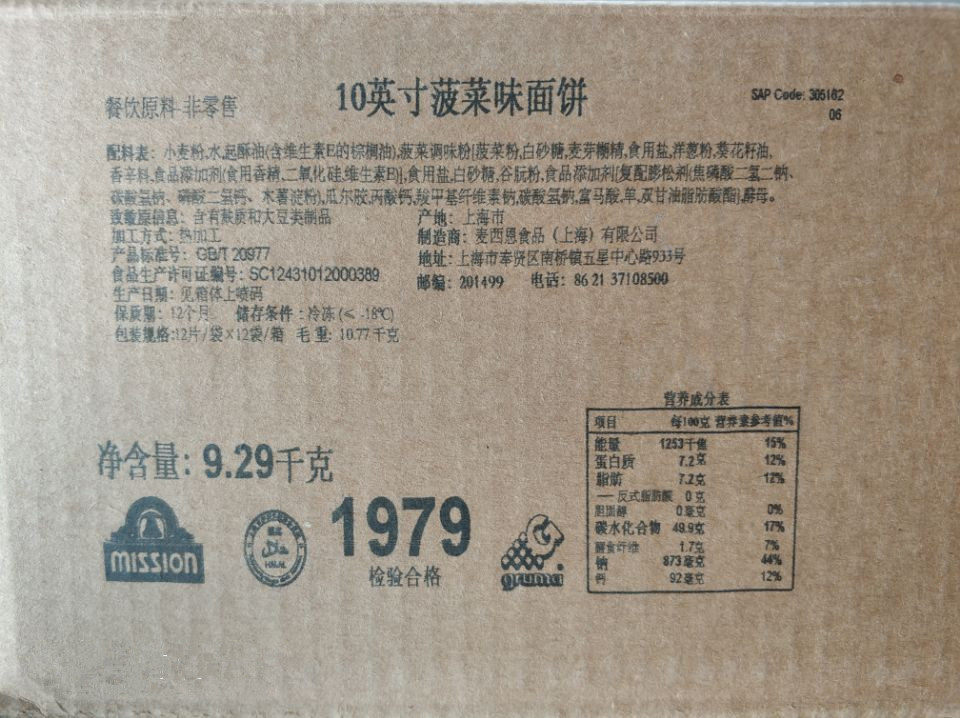 餐饮原料-非零售
10英寸菠菜味面饼
SAP Code: 305162
06
配料表：小麦粉,水,起酥油(含维生素E的棕榈油),菠菜调味粉[菠菜粉,白砂糖,麦芽糊精,食用盐,洋葱粉,葵花籽油,
香辛料,食品添加剂(食用香精,二氧化硅,维生素E)],食用盐,白砂糖,谷朊粉,食品添加剂[复配膨松剂(焦磷酸二氢二钠、
碳酸氢钠、磷酸二氢钙、木薯淀粉),瓜尔胶,丙酸钙,羧甲基纤维素钠,碳酸氢钠,富马酸,单,双甘油脂肪酸酯],酵母。
致敏原信息：含有麸质和大豆类制品
加工方式：热加工
产品标准号：GB/T 20977
食品生产许可证编号：SC12431012000389
生产日期：见箱体上喷码
保质期：12个月 储存条件：冷冻(≤ -18℃)
包装规格:12片/袋×12袋/箱 毛重：10.77千克
产地：上海市
制造商：麦西恩食品（上海）有限公司
地址：上海市奉贤区南桥镇五星中心路933号
邮编：201499 电话：86 21 37108500
净含量：9.29千克
MISSION
HALAL
1979
检验合格
gruma
营养成分表
项目 每100克 营养素参考值%
能量 1253千焦 15%
蛋白质 7.2克 12%
脂肪 7.2克 12%
—反式脂肪酸 0克
胆固醇 0毫克 0%
碳水化合物 49.9克 17%
膳食纤维 1.7克 7%
钠 873毫克 44%
钙 92毫克 12%